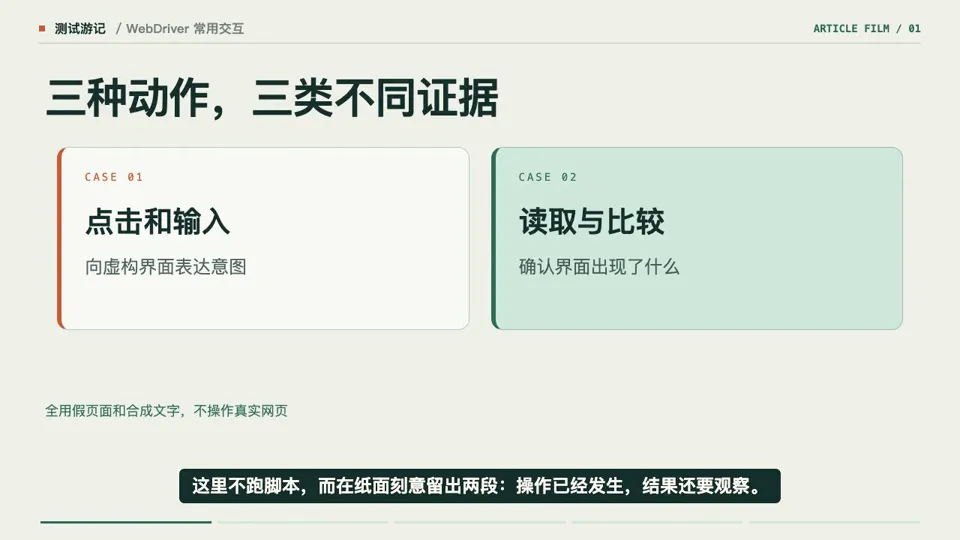 测试游记 / WebDriver 常用交互
ARTICLE FILM / 01
三种动作，三类不同证据
CASE 01
点击和输入
向虚构界面表达意图
CASE 02
读取与比较
确认界面出现了什么
全用假页面和合成文字，不操作真实网页
这里不跑脚本，而在纸面刻意留出两段：操作已经发生，结果还要观察。